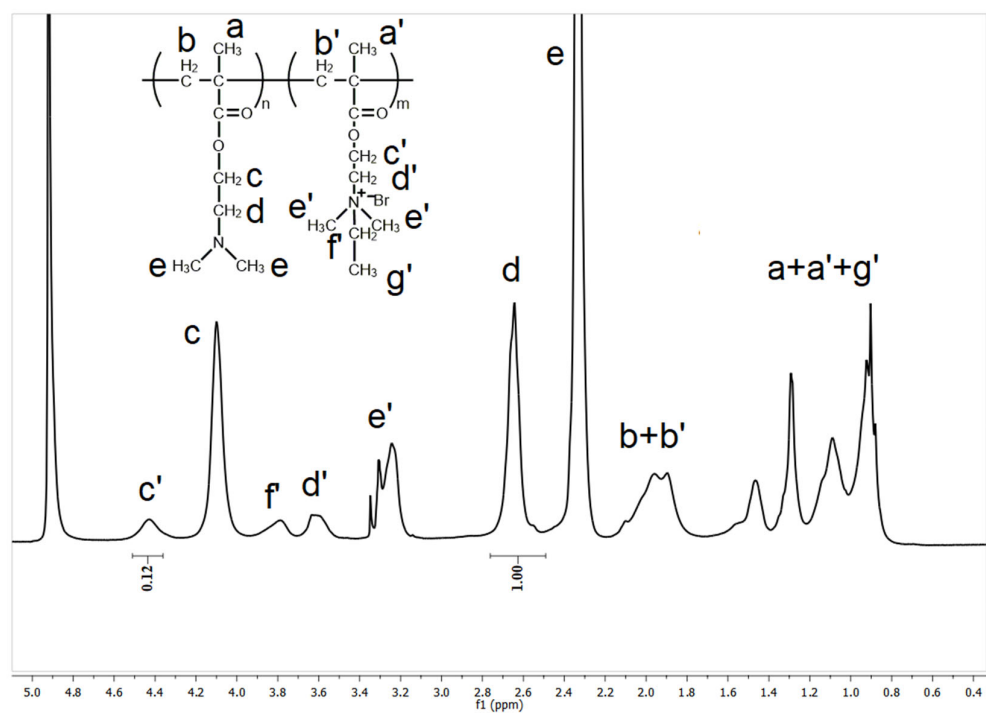 b a b' a'
H₂ CH₃ H₂ CH₃
C C C C
n m
C=O C=O
O O
CH₂ c CH₂ c'
CH₂ d CH₂ d'
N N⁺ ⁻Br
e H₃C CH₃ e e' H₃C CH₃ e'
f' CH₂
CH₃ g'
e
c' c f' d' e' d b+b' a+a'+g'
0.12 1.00
5.0 4.8 4.6 4.4 4.2 4.0 3.8 3.6 3.4 3.2 3.0 2.8 2.6 2.4 2.2 2.0 1.8 1.6 1.4 1.2 1.0 0.8 0.6 0.4
f1 (ppm)